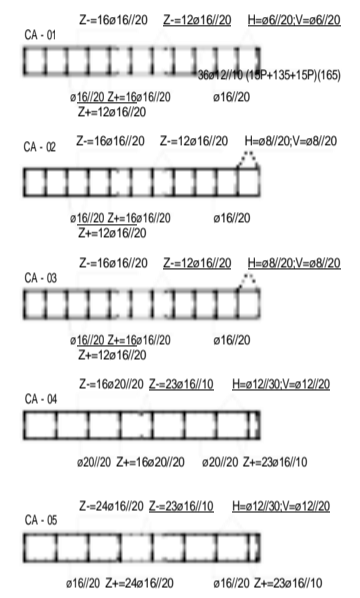 Z-=16ø16//20 Z-=12ø16//20 H=ø6//20;V=ø6//20
CA - 01
36ø12//10 (15P+135+15P)(165)
ø16//20 Z+=16ø16//20 ø16//20
Z+=12ø16//20
Z-=16ø16//20 Z-=12ø16//20 H=ø8//20;V=ø8//20
CA - 02
ø16//20 Z+=16ø16//20 ø16//20
Z+=12ø16//20
Z-=16ø16//20 Z-=12ø16//20 H=ø8//20;V=ø8//20
CA - 03
ø16//20 Z+=16ø16//20 ø16//20
Z+=12ø16//20
Z-=16ø20//20 Z-=23ø16//10 H=ø12//30;V=ø12//20
CA - 04
ø20//20 Z+=16ø20//20 ø20//20 Z+=23ø16//10
Z-=24ø16//20 Z-=23ø16//10 H=ø12//30;V=ø12//20
CA - 05
ø16//20 Z+=24ø16//20 ø16//20 Z+=23ø16//10